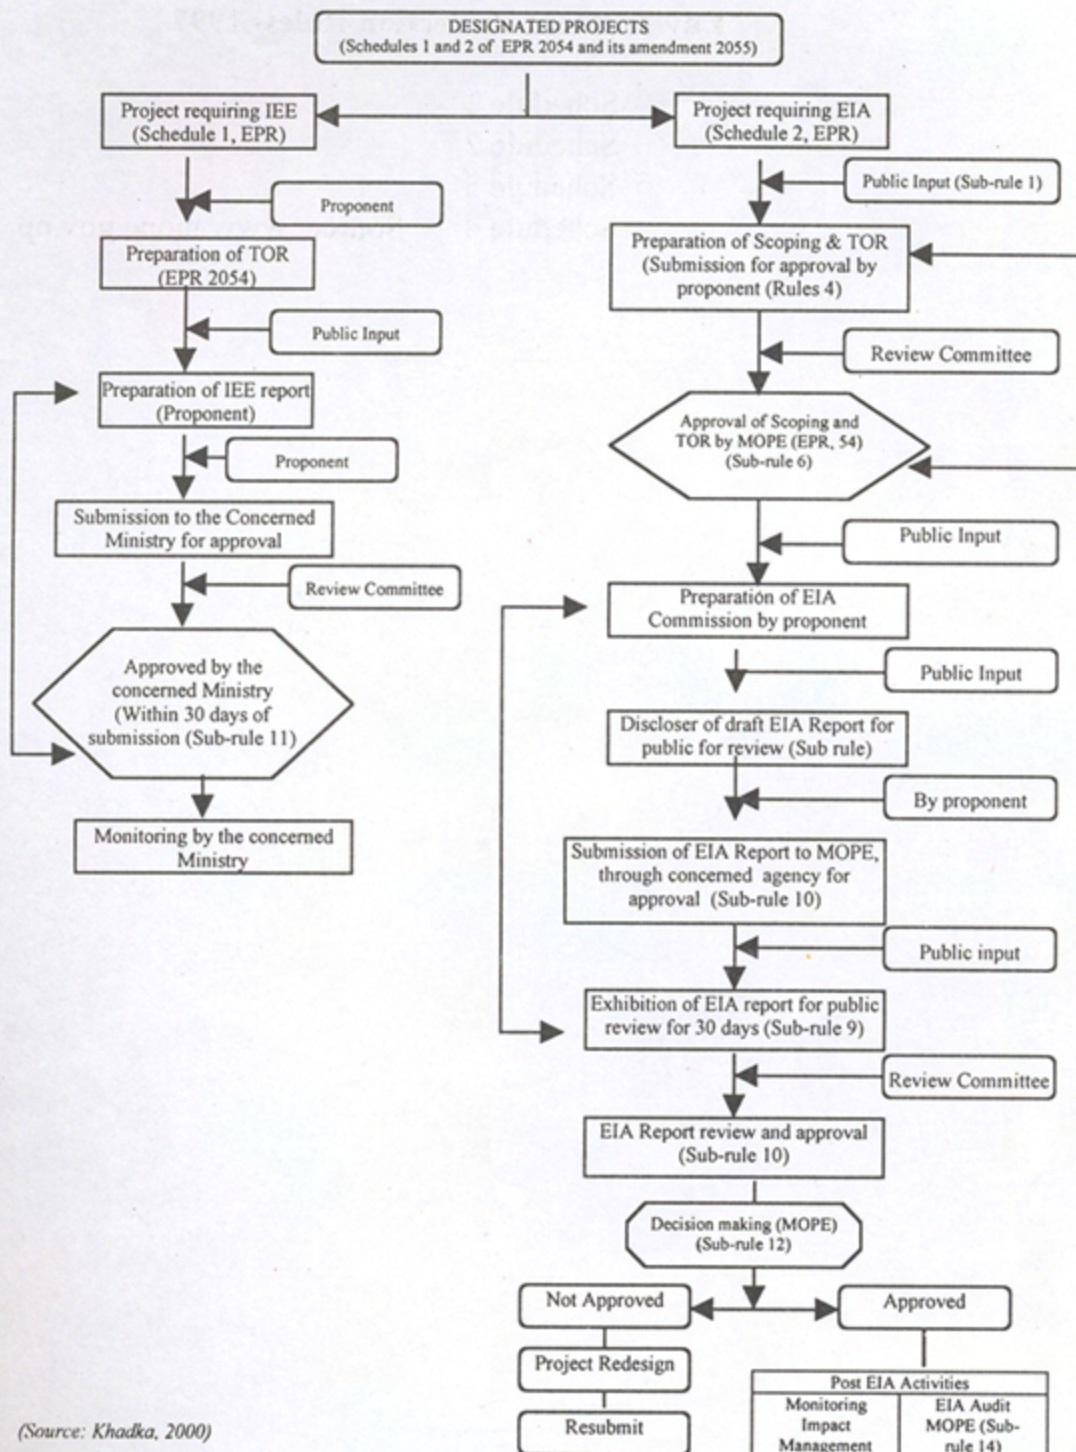 DESIGNATED PROJECTS
(Schedules 1 and 2 of EPR 2054 and its amendment 2055)
Project requiring IEE
(Schedule 1, EPR)
Proponent
Preparation of TOR
(EPR 2054)
Public Input
Preparation of IEE report
(Proponent)
Proponent
Submission to the Concerned
Ministry for approval
Review Committee
Approved by the
concerned Ministry
(Within 30 days of
submission (Sub-rule 11)
Monitoring by the concerned
Ministry
Project requiring EIA
(Schedule 2, EPR)
Public Input (Sub-rule 1)
Preparation of Scoping & TOR
(Submission for approval by
proponent (Rules 4)
Review Committee
Approval of Scoping and
TOR by MOPE (EPR, 54)
(Sub-rule 6)
Public Input
Preparation of EIA
Commission by proponent
Public Input
Discloser of draft EIA Report for
public for review (Sub rule)
By proponent
Submission of EIA Report to MOPE,
through concerned agency for
approval (Sub-rule 10)
Public input
Exhibition of EIA report for public
review for 30 days (Sub-rule 9)
Review Committee
EIA Report review and approval
(Sub-rule 10)
Decision making (MOPE)
(Sub-rule 12)
Not Approved
Approved
Project Redesign
Resubmit
Post EIA Activities
Monitoring
Impact
Management
EIA Audit
MOPE (Sub-
rule 14)
(Source: Khadka, 2000)